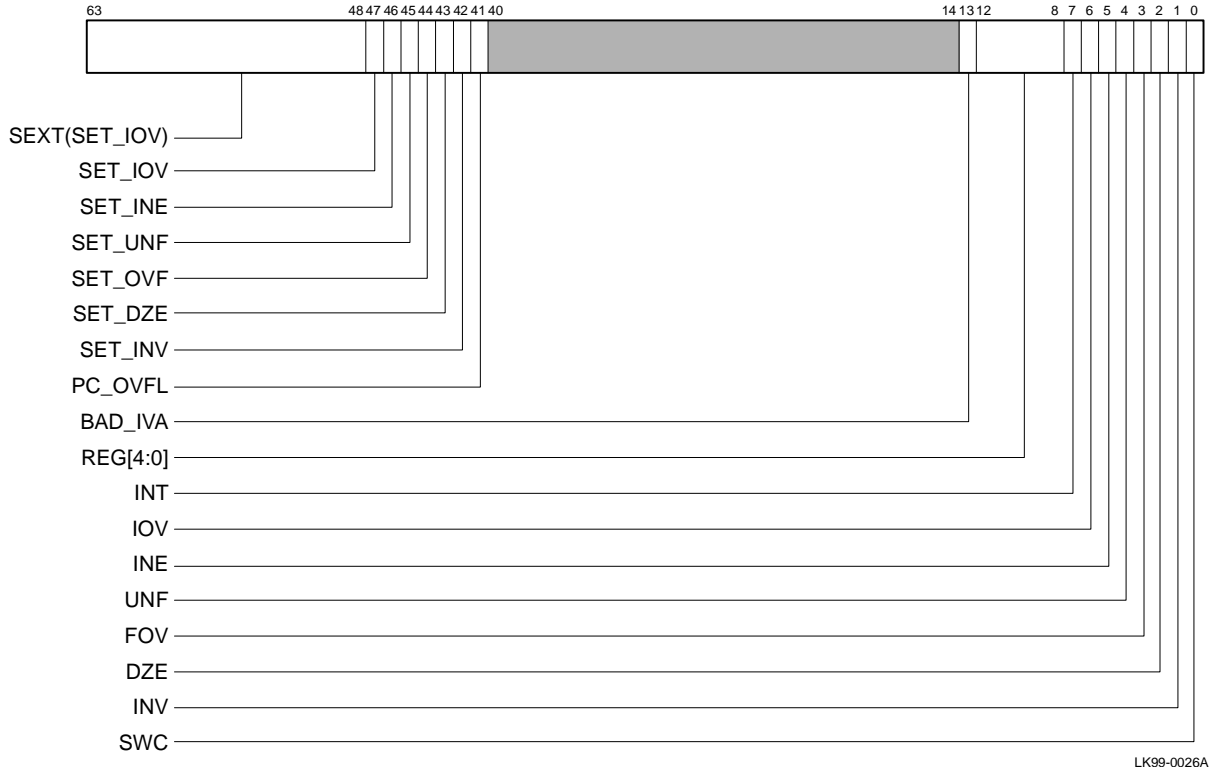 63 48 47 46 45 44 43 42 41 40 14 13 12 8 7 6 5 4 3 2 1 0
SEXT(SET_IOV)
SET_IOV
SET_INE
SET_UNF
SET_OVF
SET_DZE
SET_INV
PC_OVFL
BAD_IVA
REG[4:0]
INT
IOV
INE
UNF
FOV
DZE
INV
SWC
LK99-0026A